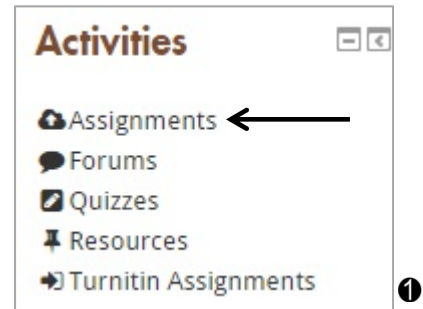 Activities
Assignments
Forums
Quizzes
Resources
Turnitin Assignments
❶